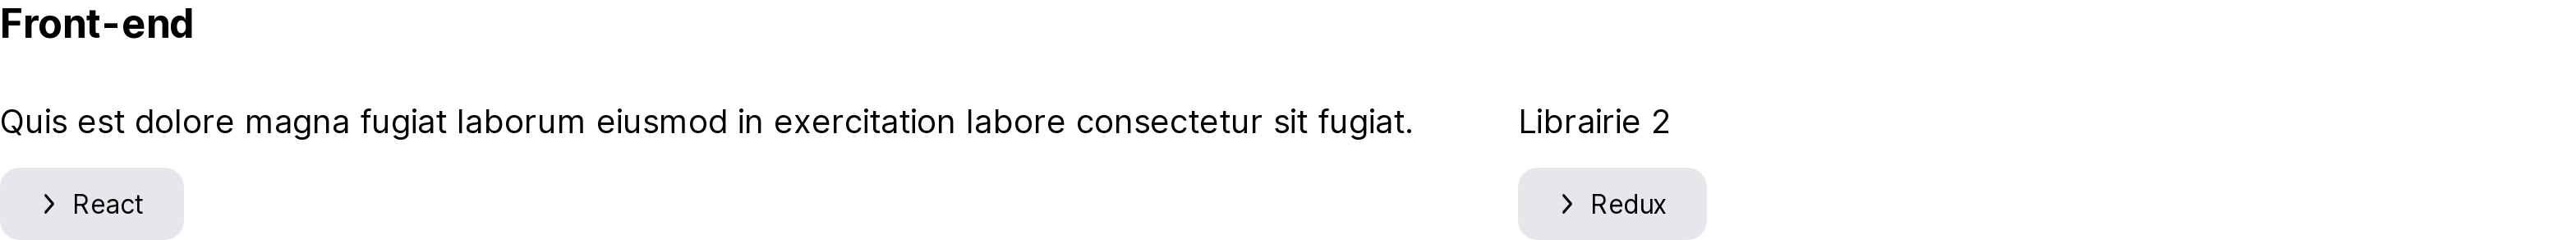 Front-end
Quis est dolore magna fugiat laborum eiusmod in exercitation labore consectetur sit fugiat.
React
Librairie 2
Redux